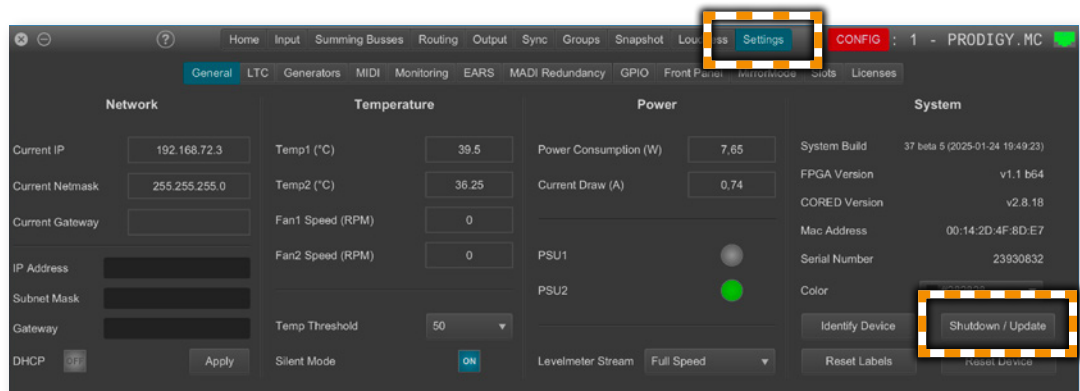 ? Home Input Summing Busses Routing Output Sync Groups Snapshot Settings CONFIG : 1 - PRODIGY.MC
General LTC Generators MIDI Monitoring EARS MADI Redundancy GPIO Front Panel MirrorMode Slots Licenses
Network Temperature Power System
Current IP 192.168.72.3 Temp1 (°C) 39.5 Power Consumption (W) 7,65 System Build 37 beta 5 (2025-01-24 19:49:23)
Current Netmask 255.255.255.0 Temp2 (°C) 36.25 Current Draw (A) 0,74 FPGA Version v1.1 b64
CORED Version v2.8.18
Current Gateway Fan1 Speed (RPM) 0 Mac Address 00:14:2D:4F:8D:E7
IP Address Fan2 Speed (RPM) 0 PSU1 Serial Number 23930832
Subnet Mask PSU2 Color
Gateway Temp Threshold 50 Identify Device Shutdown / Update
DHCP OFF Apply Silent Mode ON Levelmeter Stream Full Speed Reset Labels Reset Device